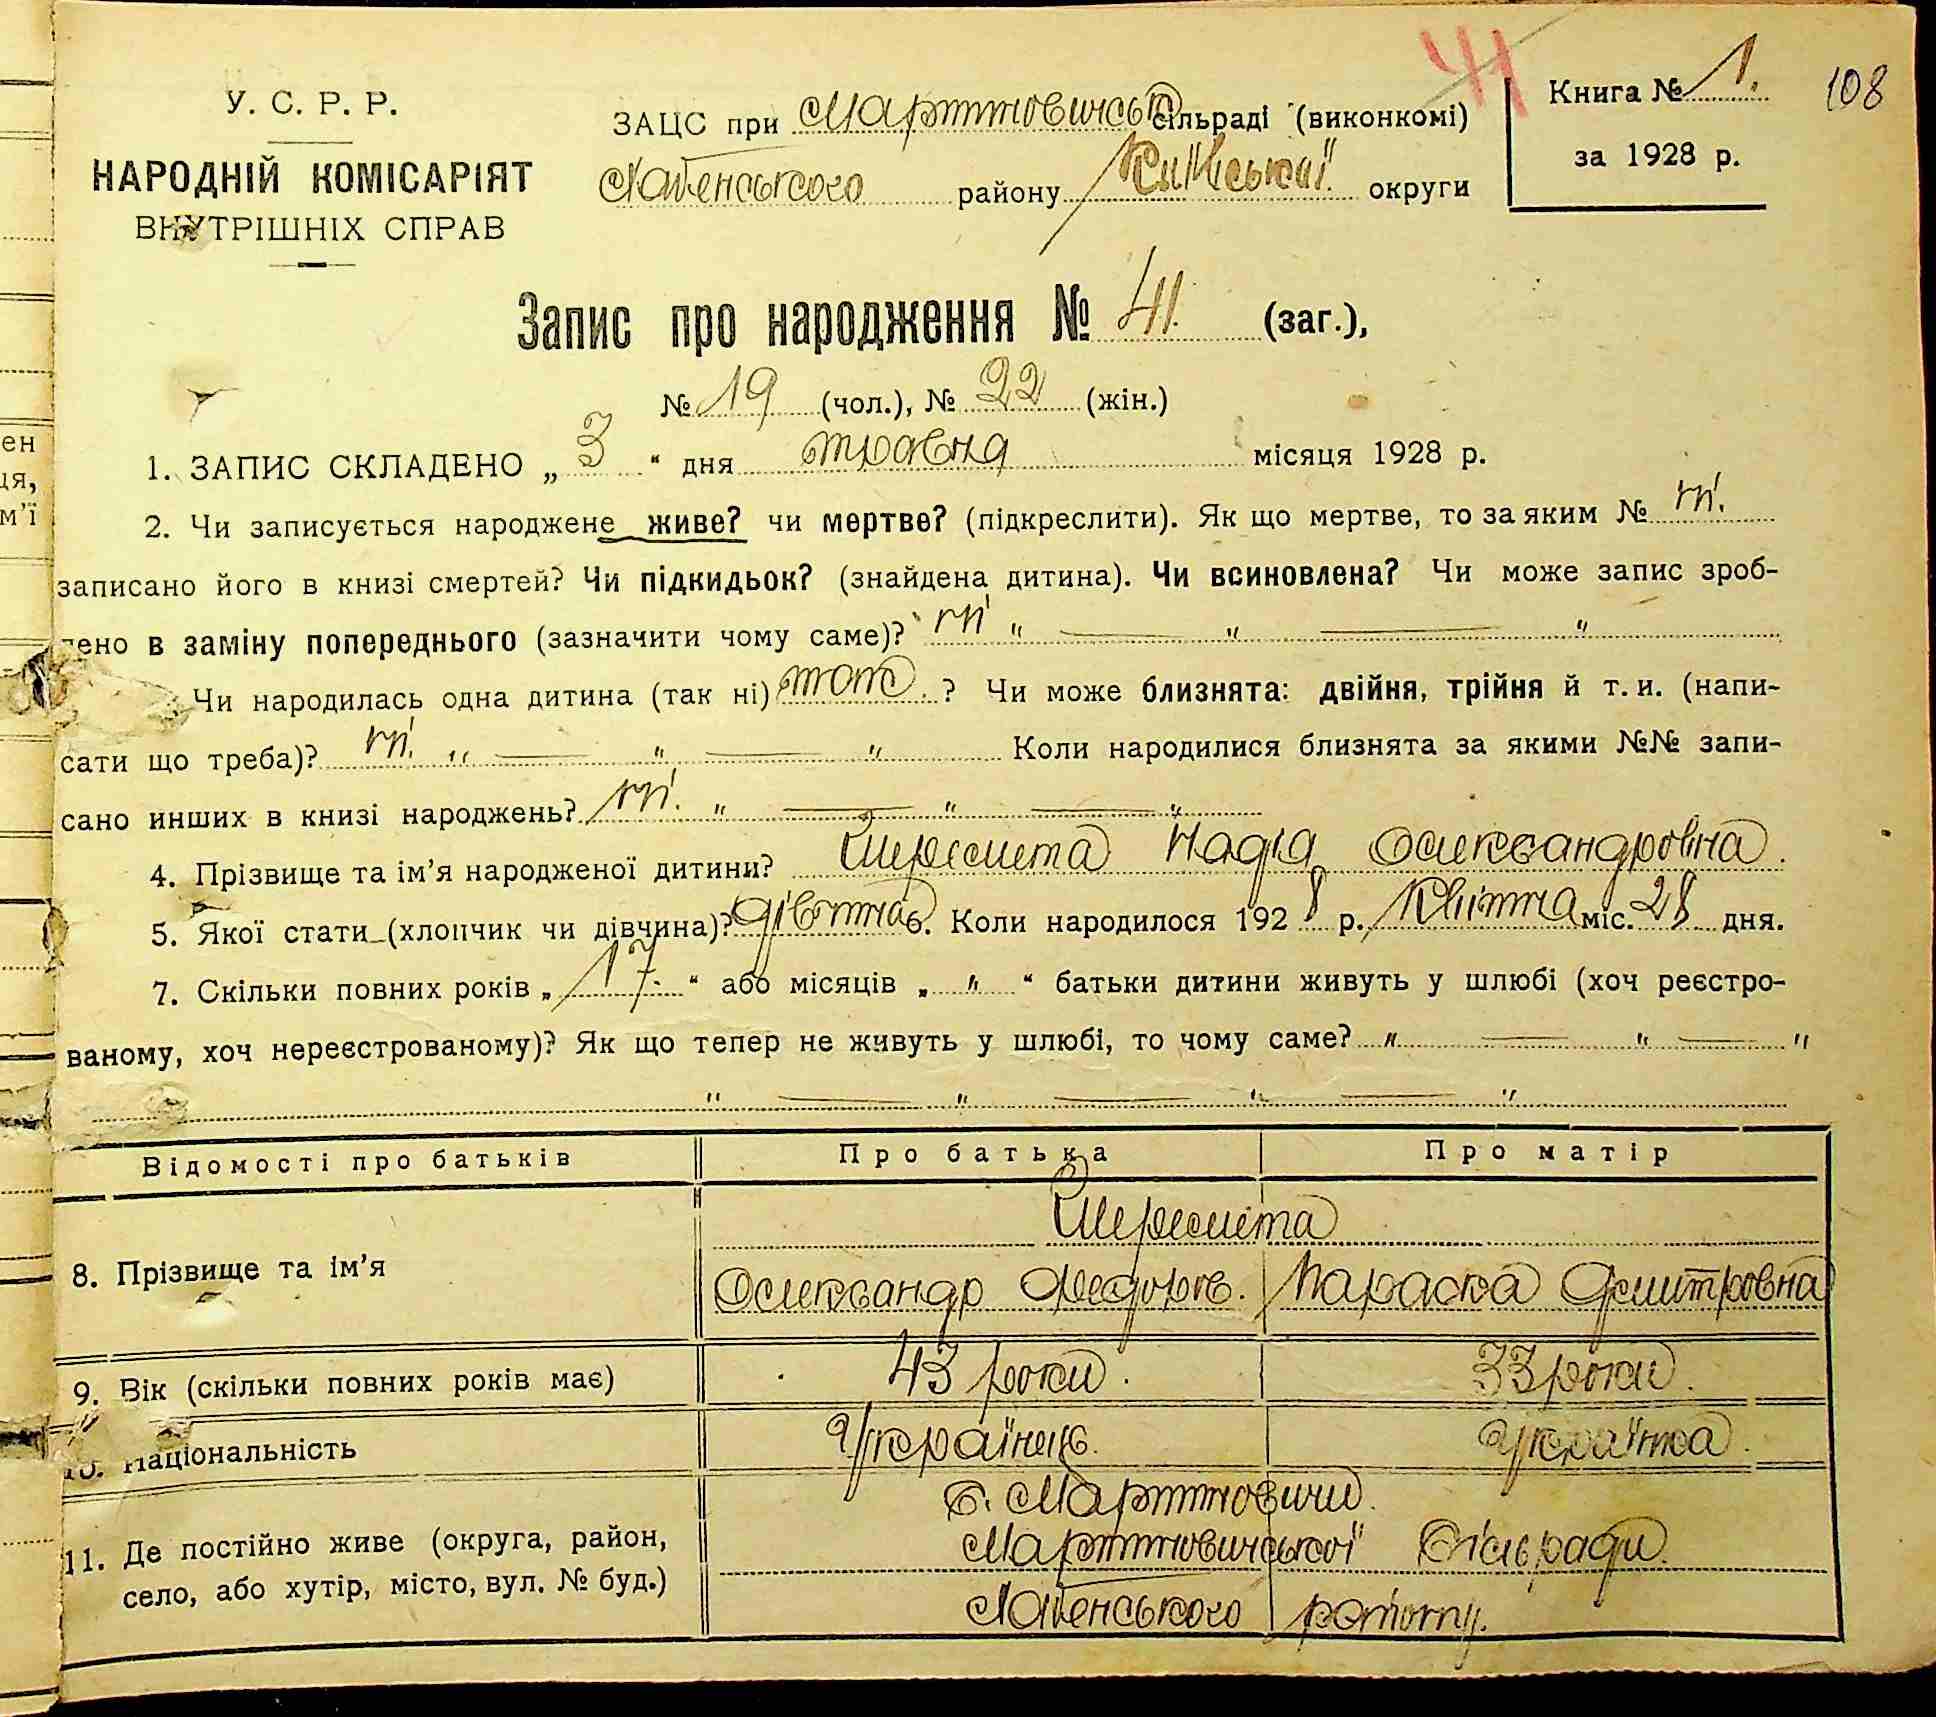 41
Книга № 1.
108
за 1928 р.
У. С. Р. Р.
НАРОДНІЙ КОМІСАРІЯТ
ВНУТРІШНІХ СПРАВ
ЗАЦС при Мартиновиськ сільраді (виконкомі)
району Київської округи
Запис про народження № 41. (заг.),
№ 19 (чол.), № 22 (жін.)
1. ЗАПИС СКЛАДЕНО „ 3 “ дня травня місяця 1928 р.
2. Чи записується народжене живе? чи мертве? (підкреслити). Як що мертве, то за яким № ні.
записано його в книзі смертей? Чи підкидьок? (знайдена дитина). Чи всиновлена? Чи може запис зроб-
лено в заміну попереднього (зазначити чому саме)? ні „ — „ — „
Чи народилась одна дитина (так ні) так ? Чи може близнята: двійня, трійня й т. и. (напи-
сати що треба)? ні. „ — „ — „ Коли народилися близнята за якими №№ запи-
сано инших в книзі народжень? ні. „ — „ — „
4. Прізвище та ім’я народженої дитини? Шеремета Надія Олександровна.
5. Якої стати (хлопчик чи дівчина)? дівчина 6. Коли народилося 1928 р. Квітня міс. 28 дня.
7. Скільки повних років „ 17. “ або місяців „ „ “ батьки дитини живуть у шлюбі (хоч реєстро-
ваному, хоч нереєстрованому)? Як що тепер не живуть у шлюбі, то чому саме? „ — „ — „
„ — „ — „ — „
Відомості про батьків Про батька Про матір
Шеремета
8. Прізвище та ім’я
Олександр Федоров. Параска Дмитровна
9. Вік (скільки повних років має) 43 роки. 33 роки.
10. Національність Українець. Українка.
с. Мартиновичи.
11. Де постійно живе (округа, район, Мартиновиської Сільради.
село, або хутір, місто, вул. № буд.)
району.
ен
ця,
м’ї